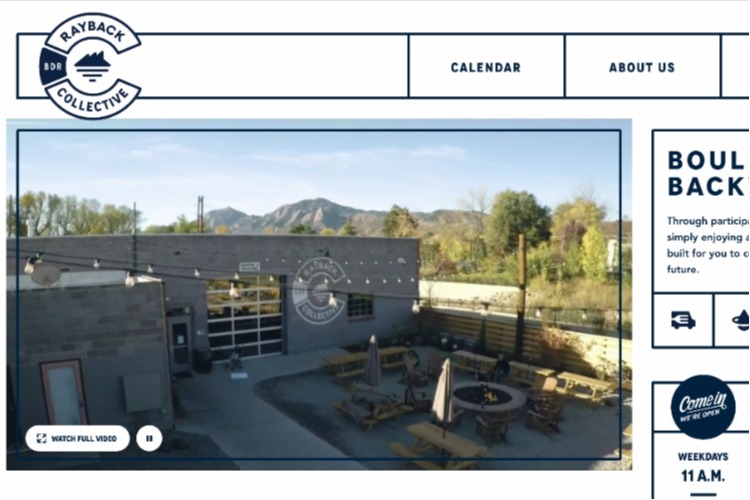 RAYBACK
BDR
COLLECTIVE
CALENDAR
ABOUT US
RAYBACK
COLLECTIVE
WATCH FULL VIDEO
BOUL
BACK
Through particip
simply enjoying a
built for you to c
future.
Come in
WE'RE OPEN
WEEKDAYS
11 A.M.